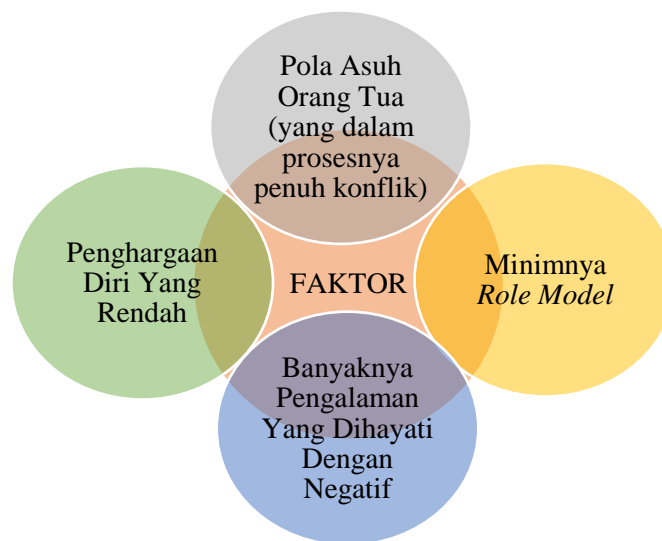 Pola Asuh
Orang Tua
(yang dalam
prosesnya
penuh konflik)
Penghargaan
Diri Yang
Rendah
FAKTOR
Minimnya
Role Model
Banyaknya
Pengalaman
Yang Dihayati
Dengan
Negatif